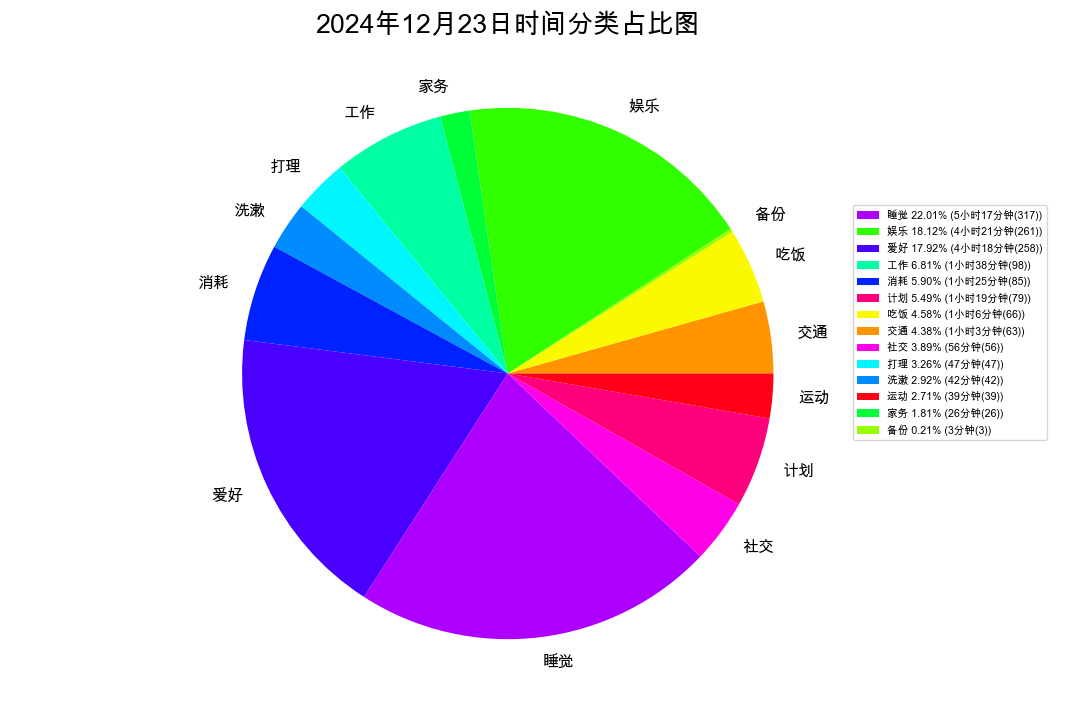 2024年12月23日时间分类占比图
家务
娱乐
工作
打理
备份
洗漱
吃饭
消耗
交通
运动
计划
爱好
社交
睡觉
睡觉 22.01% (5小时17分钟(317))
娱乐 18.12% (4小时21分钟(261))
爱好 17.92% (4小时18分钟(258))
工作 6.81% (1小时38分钟(98))
消耗 5.90% (1小时25分钟(85))
计划 5.49% (1小时19分钟(79))
吃饭 4.58% (1小时6分钟(66))
交通 4.38% (1小时3分钟(63))
社交 3.89% (56分钟(56))
打理 3.26% (47分钟(47))
洗漱 2.92% (42分钟(42))
运动 2.71% (39分钟(39))
家务 1.81% (26分钟(26))
备份 0.21% (3分钟(3))